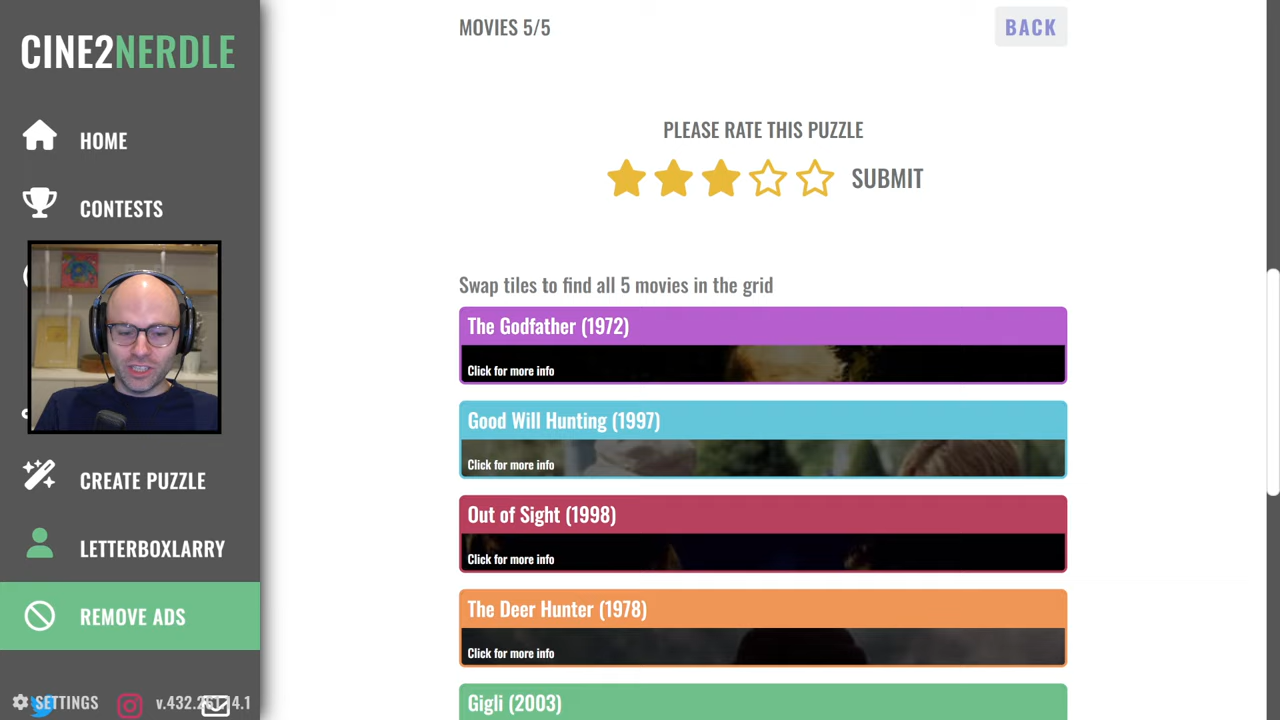 CINE2NERDLE
HOME
CONTESTS
CREATE PUZZLE
LETTERBOXLARRY
REMOVE ADS
SETTINGS
MOVIES 5/5
BACK
PLEASE RATE THIS PUZZLE
SUBMIT
Swap tiles to find all 5 movies in the grid
The Godfather (1972)
Click for more info
Good Will Hunting (1997)
Click for more info
Out of Sight (1998)
Click for more info
The Deer Hunter (1978)
Click for more info
Gigli (2003)